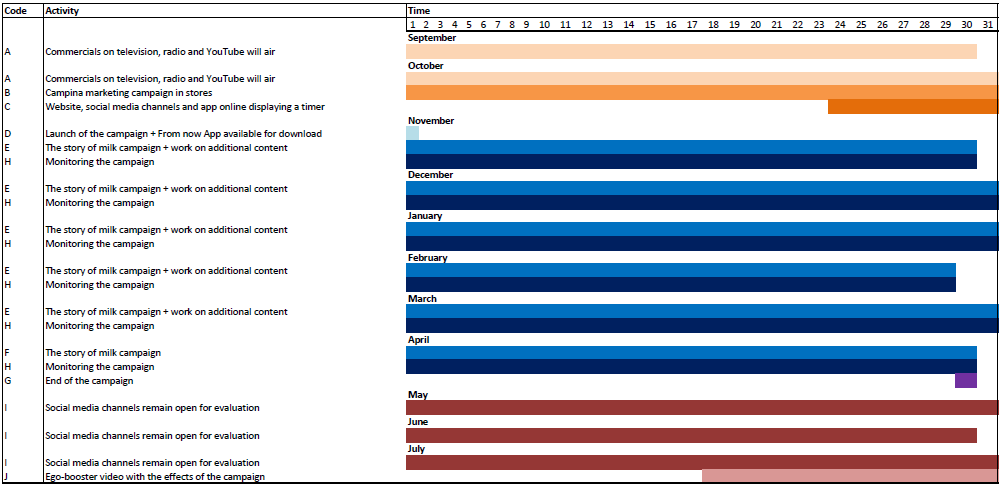 Code Activity Time
1 2 3 4 5 6 7 8 9 10 11 12 13 14 15 16 17 18 19 20 21 22 23 24 25 26 27 28 29 30 31
September
A Commercials on television, radio and YouTube will air
October
A Commercials on television, radio and YouTube will air
B Campina marketing campaign in stores
C Website, social media channels and app online displaying a timer
November
D Launch of the campaign + From now App available for download
E The story of milk campaign + work on additional content
H Monitoring the campaign
December
E The story of milk campaign + work on additional content
H Monitoring the campaign
January
E The story of milk campaign + work on additional content
H Monitoring the campaign
February
E The story of milk campaign + work on additional content
H Monitoring the campaign
March
E The story of milk campaign + work on additional content
H Monitoring the campaign
April
F The story of milk campaign
H Monitoring the campaign
G End of the campaign
May
I Social media channels remain open for evaluation
June
I Social media channels remain open for evaluation
July
I Social media channels remain open for evaluation
J Ego-booster video with the effects of the campaign